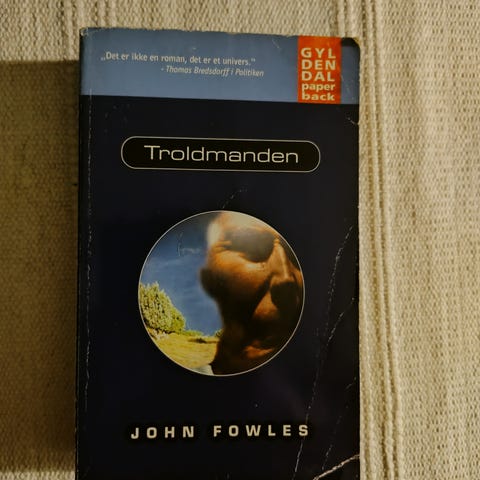 „Det er ikke en roman, det er et univers.“
- Thomas Bredsdorff i Politiken
GYL
DEN
DAL
paper
back
Troldmanden
JOHN FOWLES